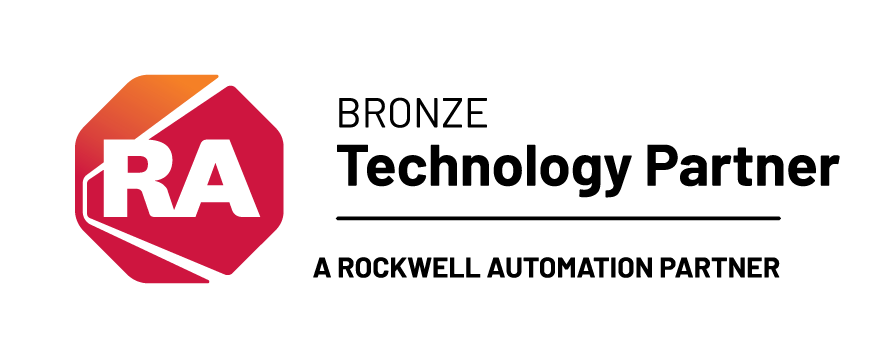 RA
BRONZE
Technology Partner
A ROCKWELL AUTOMATION PARTNER